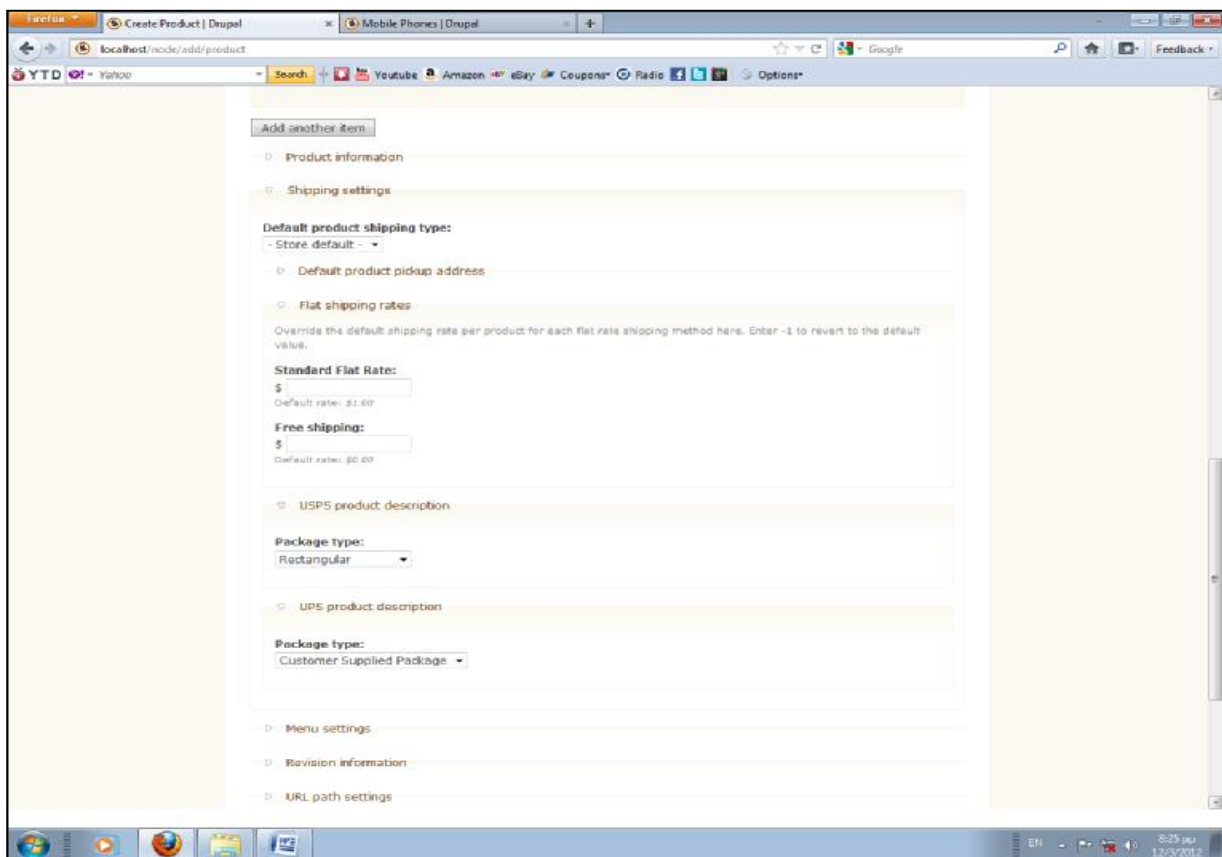 Firefox
Create Product | Drupal
Mobile Phones | Drupal
localhost/node/add/product
Google
Feedback
YTD
Yahoo
Search
Youtube
Amazon
eBay
Coupons
Radio
Options
Add another item
Product information
Shipping settings
Default product shipping type:
- Store default -
Default product pickup address
Flat shipping rates
Override the default shipping rate per product for each flat rate shipping method here. Enter -1 to revert to the default
value.
Standard Flat Rate:
$
Default rate: $1.00
Free shipping:
$
Default rate: $0.00
USPS product description
Package type:
Rectangular
UPS product description
Package type:
Customer Supplied Package
Menu settings
Revision information
URL path settings
EN
8:25 μμ
12/3/2012